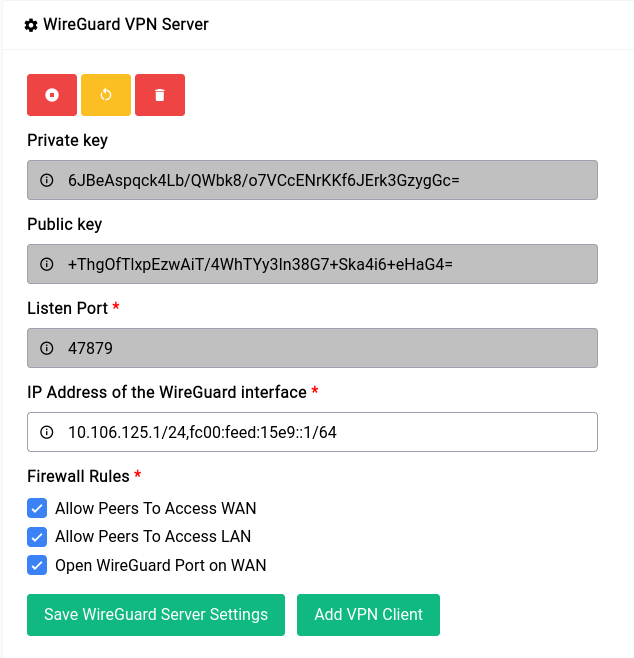 WireGuard VPN Server
Private key
6JBeAspqck4Lb/QWbk8/o7VCcENrKKf6JErk3GzygGc=
Public key
+ThgOfTlxpEzwAiT/4WhTYy3ln38G7+Ska4i6+eHaG4=
Listen Port *
47879
IP Address of the WireGuard interface *
10.106.125.1/24,fc00:feed:15e9::1/64
Firewall Rules *
Allow Peers To Access WAN
Allow Peers To Access LAN
Open WireGuard Port on WAN
Save WireGuard Server Settings
Add VPN Client